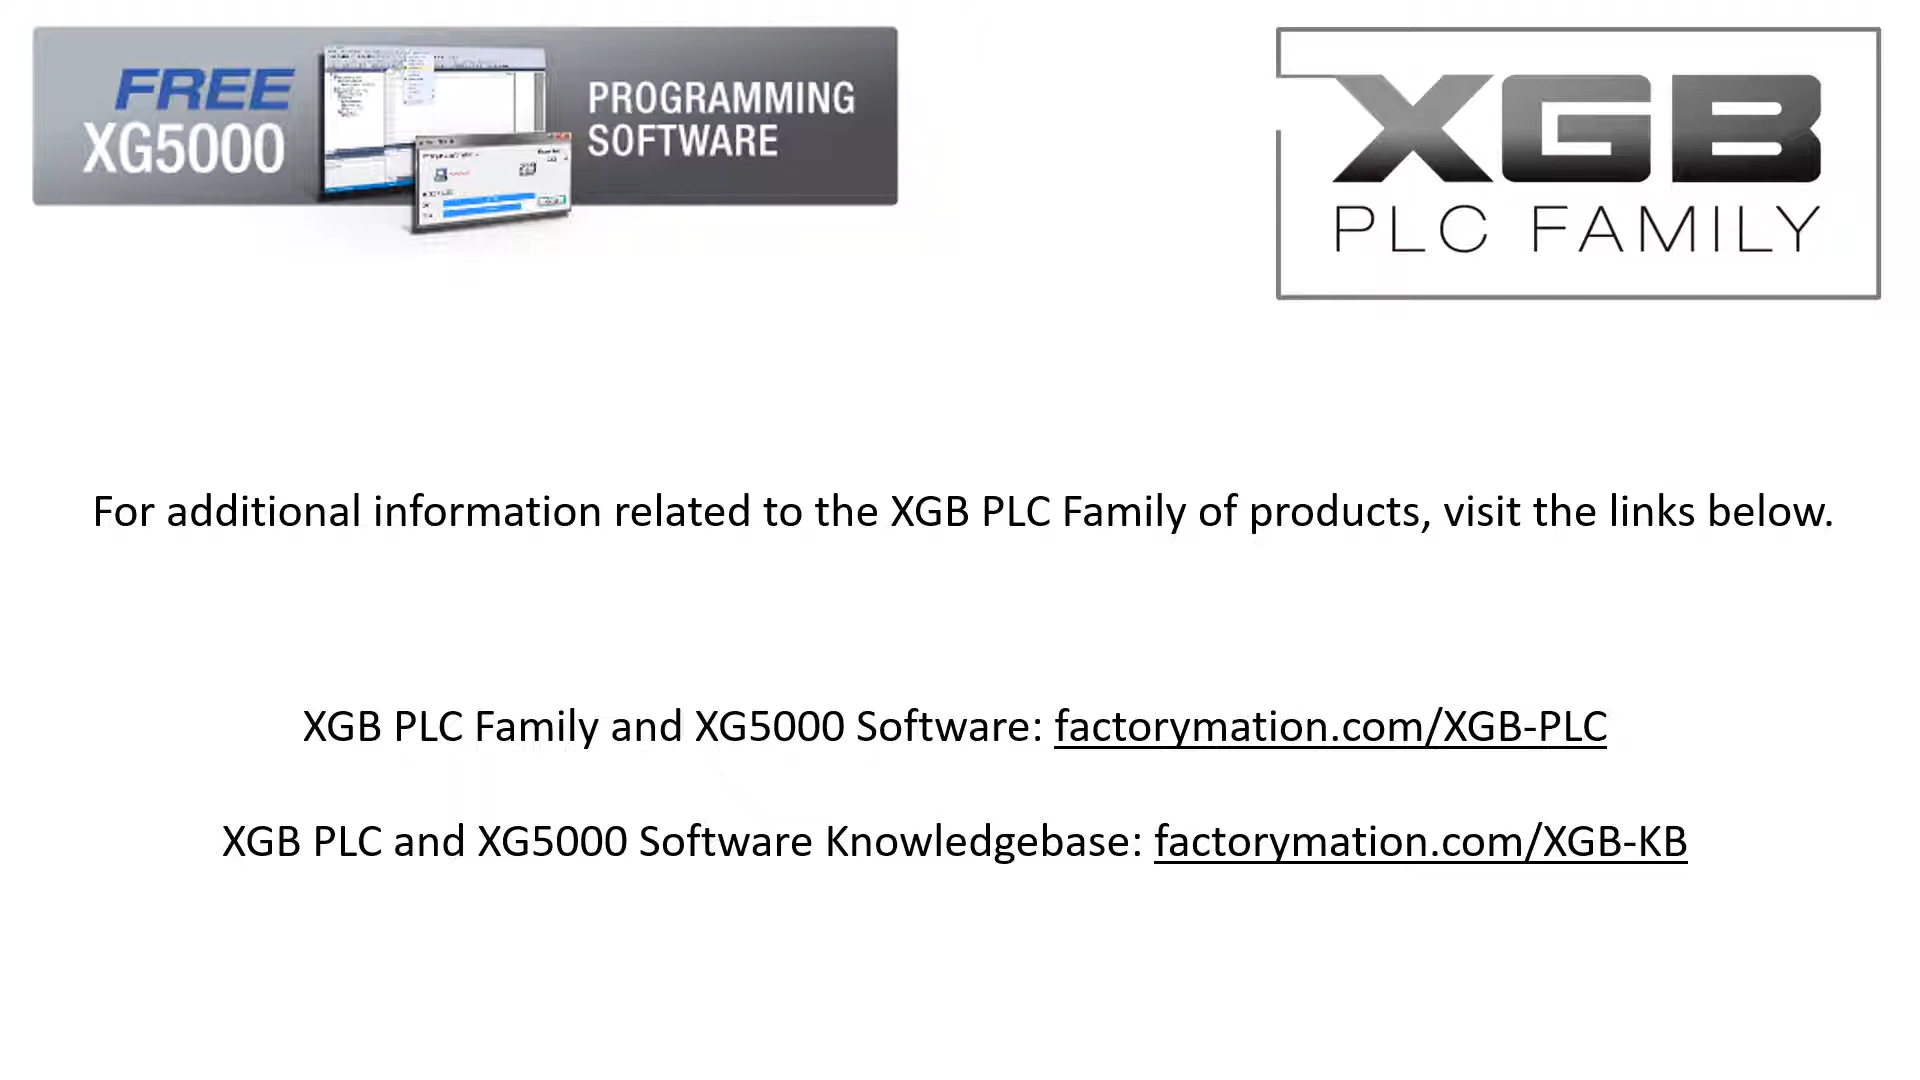 FREE
XG5000
PROGRAMMING
SOFTWARE
XGB
PLC FAMILY
For additional information related to the XGB PLC Family of products, visit the links below.
XGB PLC Family and XG5000 Software: factorymation.com/XGB-PLC
XGB PLC and XG5000 Software Knowledgebase: factorymation.com/XGB-KB